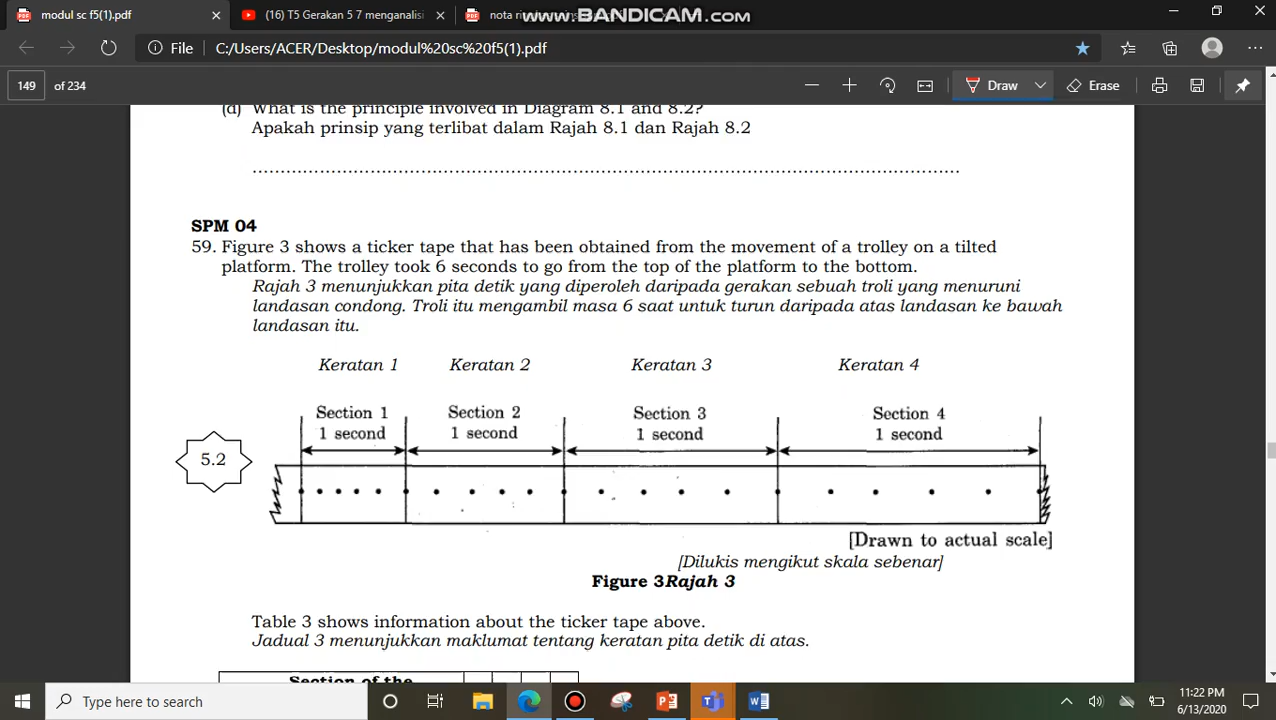 modul sc f5(1).pdf
(16) T5 Gerakan 5 7 menganalisi
www.BANDICAM.com
File
C:/Users/ACER/Desktop/modul%20sc%20f5(1).pdf
149
of 234
Draw
Erase
(d) What is the principle involved in Diagram 8.1 and 8.2?
Apakah prinsip yang terlibat dalam Rajah 8.1 dan Rajah 8.2
SPM 04
59. Figure 3 shows a ticker tape that has been obtained from the movement of a trolley on a tilted
platform. The trolley took 6 seconds to go from the top of the platform to the bottom.
Rajah 3 menunjukkan pita detik yang diperoleh daripada gerakan sebuah troli yang menuruni
landasan condong. Troli itu mengambil masa 6 saat untuk turun daripada atas landasan ke bawah
landasan itu.
Keratan 1 Keratan 2 Keratan 3 Keratan 4
Section 1 Section 2 Section 3 Section 4
1 second 1 second 1 second 1 second
5.2
[Drawn to actual scale]
[Dilukis mengikut skala sebenar]
Figure 3Rajah 3
Table 3 shows information about the ticker tape above.
Jadual 3 menunjukkan maklumat tentang keratan pita detik di atas.
Section of the
Type here to search
11:22 PM
6/13/2020